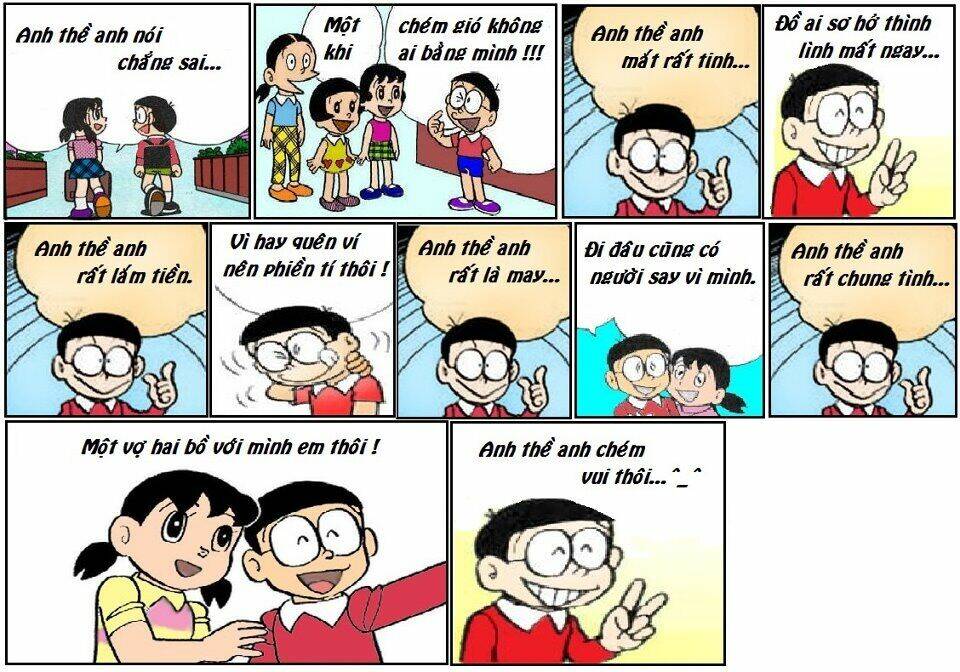 Anh thề anh nói
chẳng sai...
Một
khi
chém gió không
ai bằng mình !!!
Anh thề anh
mắt rất tinh...
Đồ ai sơ hở thình
lình mất ngay...
Anh thề anh
rất lắm tiền.
Vì hay quên ví
nên phiền tí thôi !
Anh thề anh
rất là may...
Đi đâu cũng có
người say vì mình.
Anh thề anh
rất chung tình...
Một vợ hai bồ với mình em thôi !
Anh thề anh chém
vui thôi...^_^